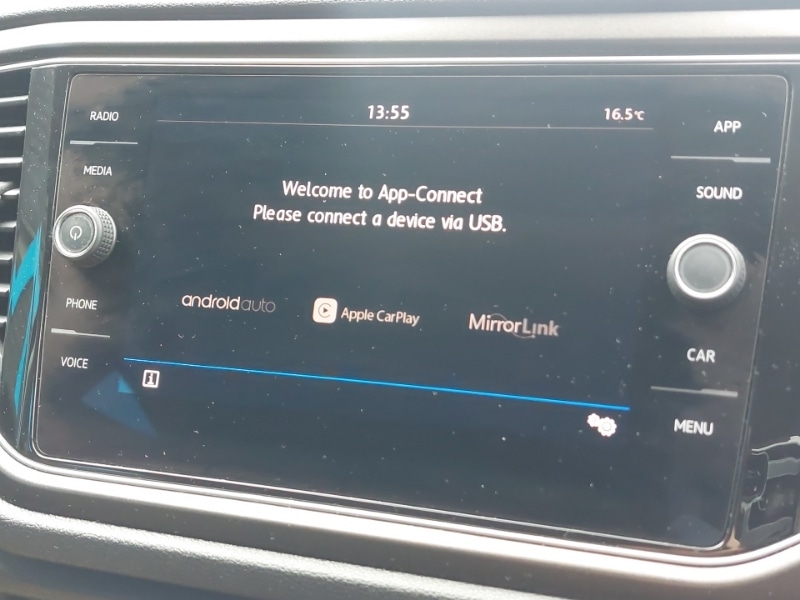 RADIO
MEDIA
PHONE
VOICE
13:55
16.5°C
Welcome to App-Connect
Please connect a device via USB.
androidauto
Apple CarPlay
MirrorLink
i
APP
SOUND
CAR
MENU